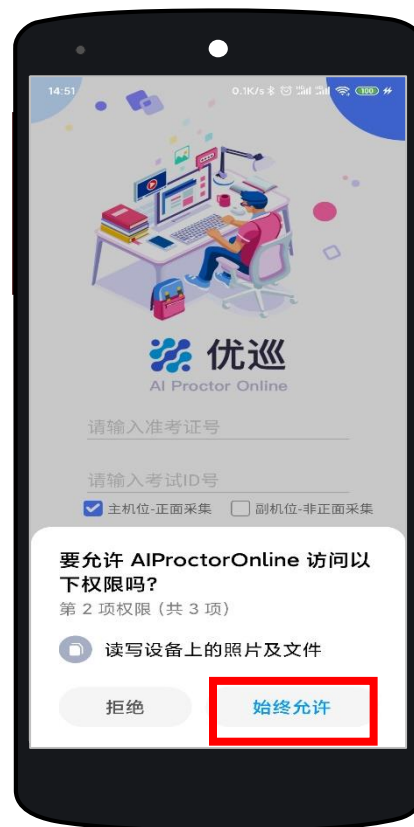 14:51
0.1K/s
100
优巡
AI Proctor Online
请输入准考证号
请输入考试ID号
主机位-正面采集 副机位-非正面采集
要允许 AIProctorOnline 访问以
下权限吗?
第 2 项权限 (共 3 项)
读写设备上的照片及文件
拒绝 始终允许